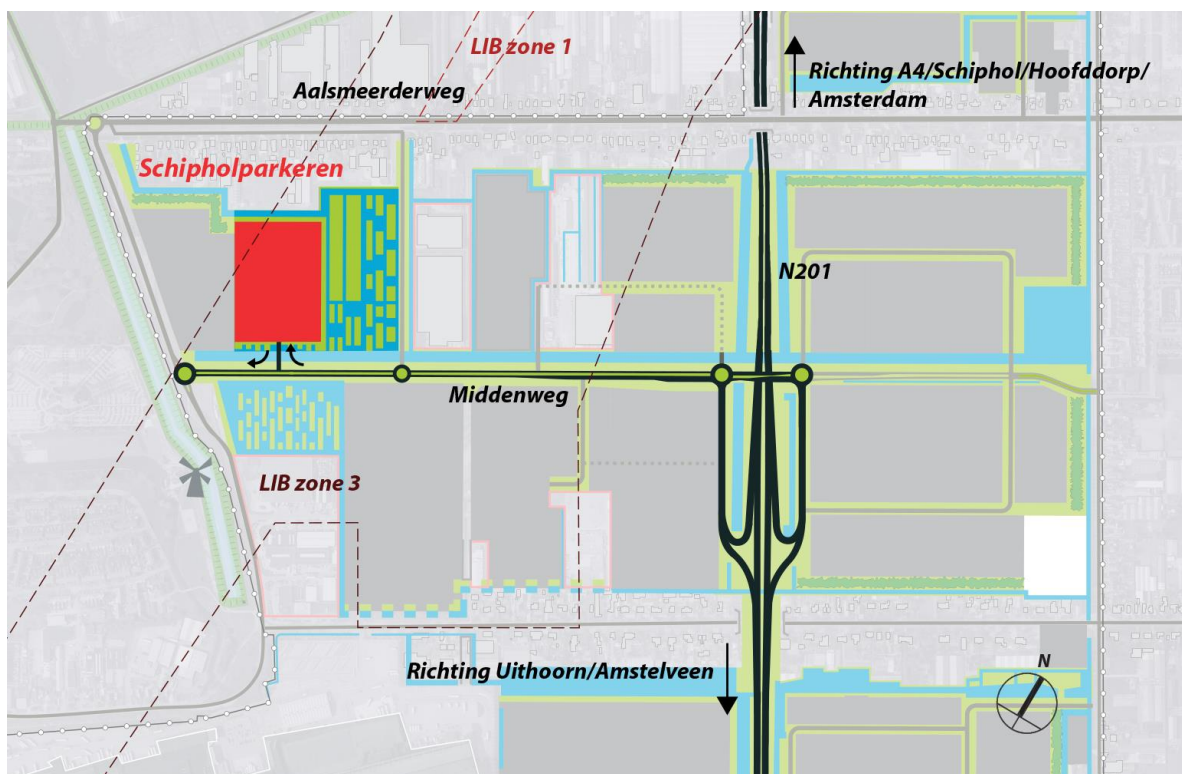 LIB zone 1
Aalsmeerderweg
Richting A4/Schiphol/Hoofddorp/
Amsterdam
Schipholparkeren
N201
Middenweg
LIB zone 3
Richting Uithoorn/Amstelveen
N